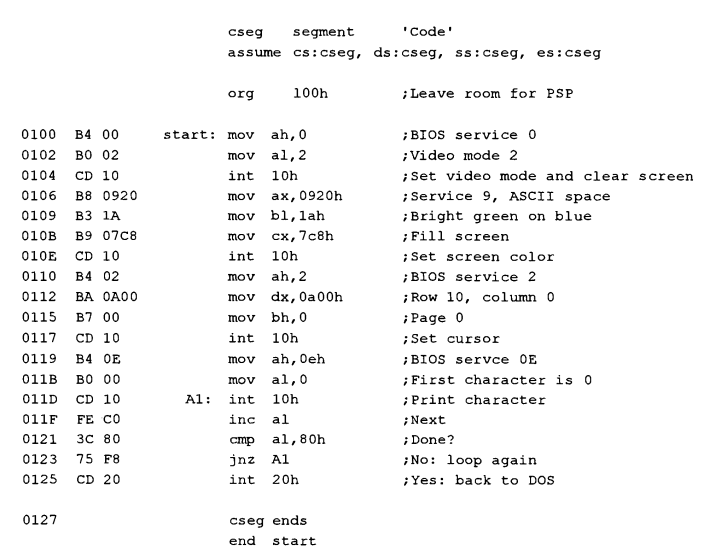 cseg segment 'Code'
assume cs:cseg, ds:cseg, ss:cseg, es:cseg
org 100h ;Leave room for PSP
0100 B4 00 start: mov ah,0 ;BIOS service 0
0102 B0 02 mov al,2 ;Video mode 2
0104 CD 10 int 10h ;Set video mode and clear screen
0106 B8 0920 mov ax,0920h ;Service 9, ASCII space
0109 B3 1A mov bl,1ah ;Bright green on blue
010B B9 07C8 mov cx,7c8h ;Fill screen
010E CD 10 int 10h ;Set screen color
0110 B4 02 mov ah,2 ;BIOS service 2
0112 BA 0A00 mov dx,0a00h ;Row 10, column 0
0115 B7 00 mov bh,0 ;Page 0
0117 CD 10 int 10h ;Set cursor
0119 B4 0E mov ah,0eh ;BIOS servce 0E
011B B0 00 mov al,0 ;First character is 0
011D CD 10 A1: int 10h ;Print character
011F FE C0 inc al ;Next
0121 3C 80 cmp al,80h ;Done?
0123 75 F8 jnz A1 ;No: loop again
0125 CD 20 int 20h ;Yes: back to DOS
0127 cseg ends
end start